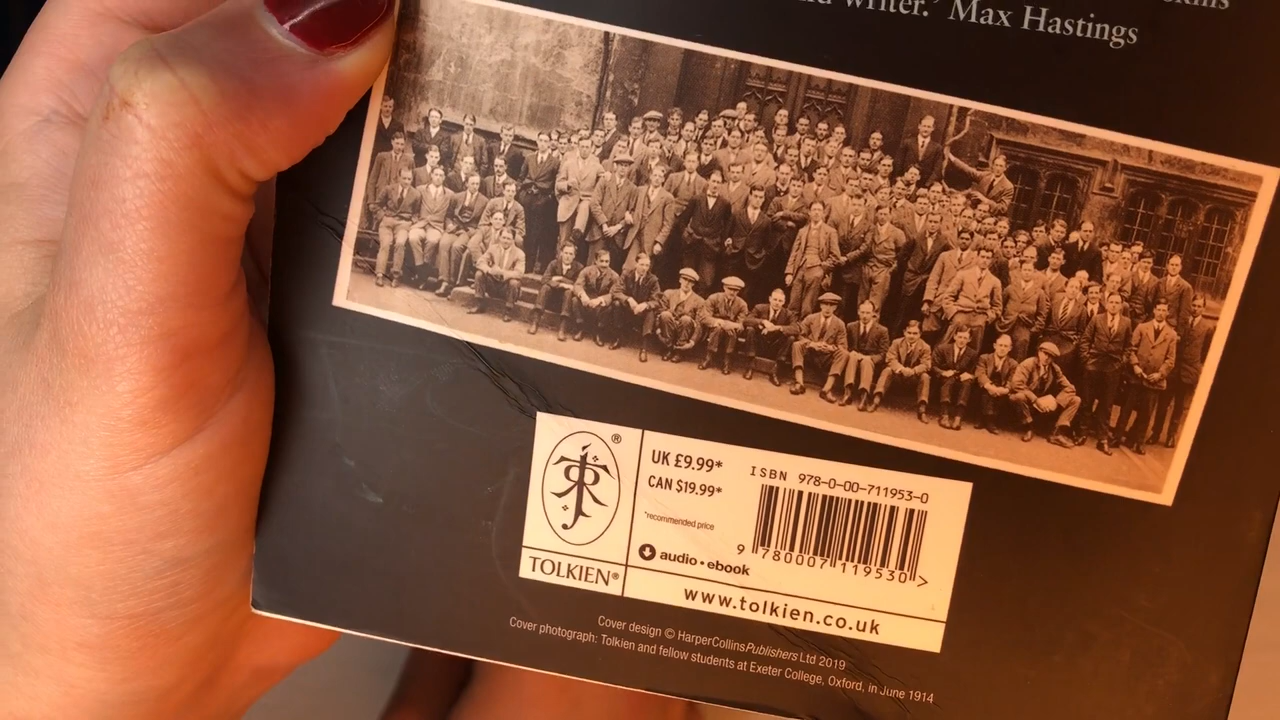 writer.' Max Hastings
®
TOLKIEN®
UK £9.99*
CAN $19.99*
*recommended price
audio • ebook
ISBN 978-0-00-711953-0
9 780007 119530 >
www.tolkien.co.uk
Cover design © HarperCollinsPublishers Ltd 2019
Cover photograph: Tolkien and fellow students at Exeter College, Oxford, in June 1914